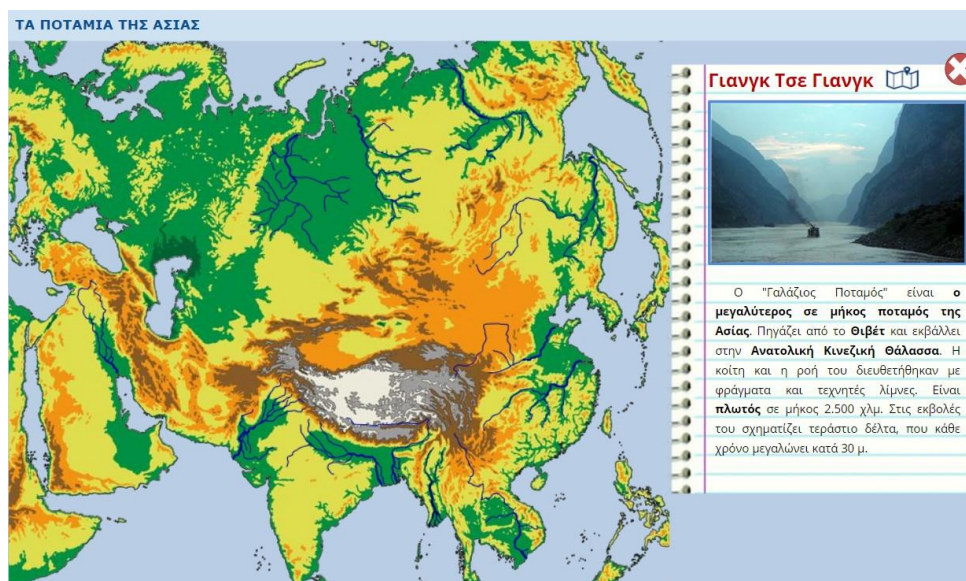 ΤΑ ΠΟΤΑΜΙΑ ΤΗΣ ΑΣΙΑΣ
Γιανγκ Τσε Γιανγκ
Ο "Γαλάζιος Ποταμός" είναι ο
μεγαλύτερος σε μήκος ποταμός της
Ασίας. Πηγάζει από το Θιβέτ και εκβάλλει
στην Ανατολική Κινεζική Θάλασσα. Η
κοίτη και η ροή του διευθετήθηκαν με
φράγματα και τεχνητές λίμνες. Είναι
πλωτός σε μήκος 2.500 χλμ. Στις εκβολές
του σχηματίζει τεράστιο δέλτα, που κάθε
χρόνο μεγαλώνει κατά 30 μ.